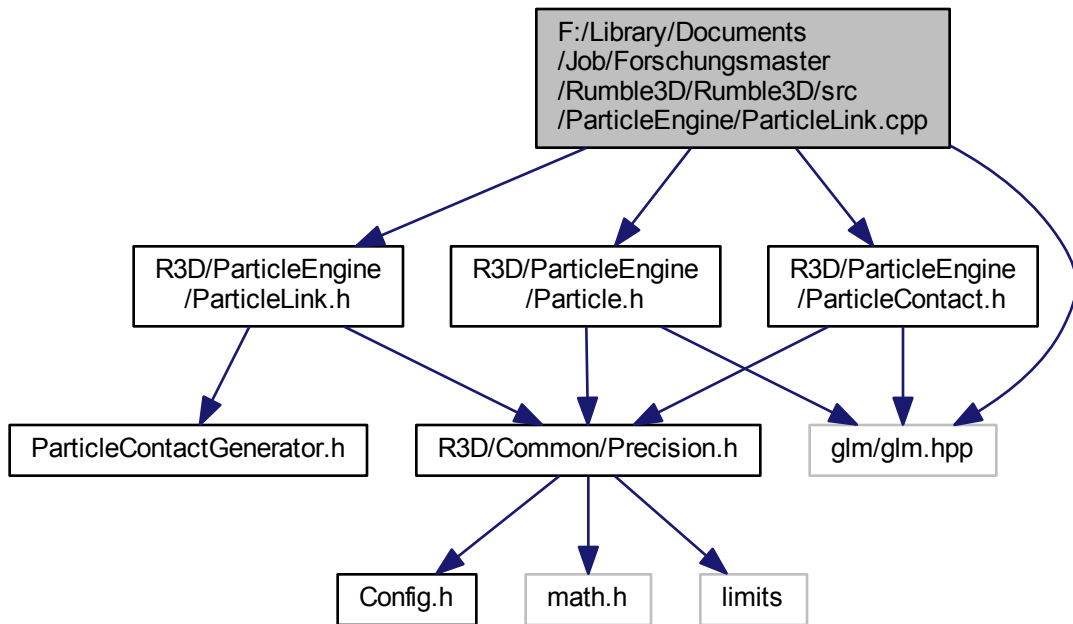 F:/Library/Documents
/Job/Forschungsmaster
/Rumble3D/Rumble3D/src
/ParticleEngine/ParticleLink.cpp
R3D/ParticleEngine
/ParticleLink.h
R3D/ParticleEngine
/Particle.h
R3D/ParticleEngine
/ParticleContact.h
ParticleContactGenerator.h
R3D/Common/Precision.h
glm/glm.hpp
Config.h
math.h
limits